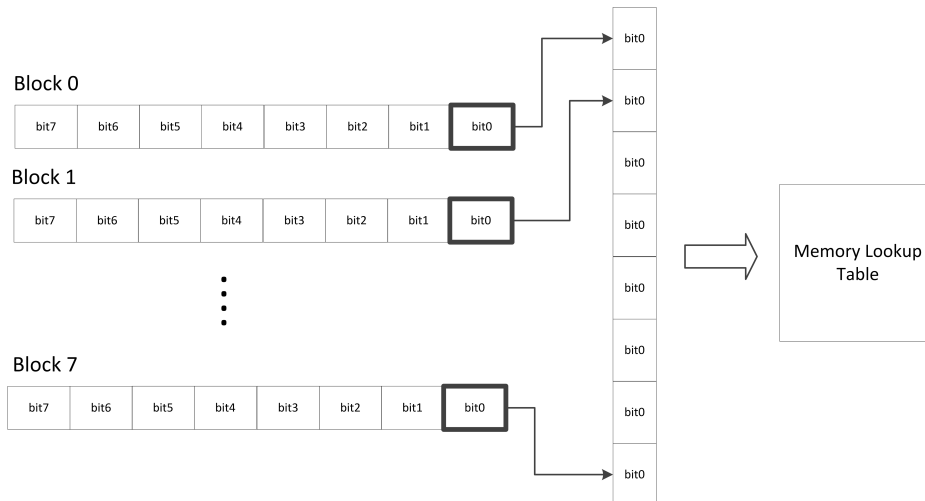 bit0
Block 0
bit7 bit6 bit5 bit4 bit3 bit2 bit1 bit0
bit0
Block 1
bit0
bit7 bit6 bit5 bit4 bit3 bit2 bit1 bit0
bit0
Memory Lookup
Table
bit0
bit0
Block 7
bit7 bit6 bit5 bit4 bit3 bit2 bit1 bit0
bit0
bit0